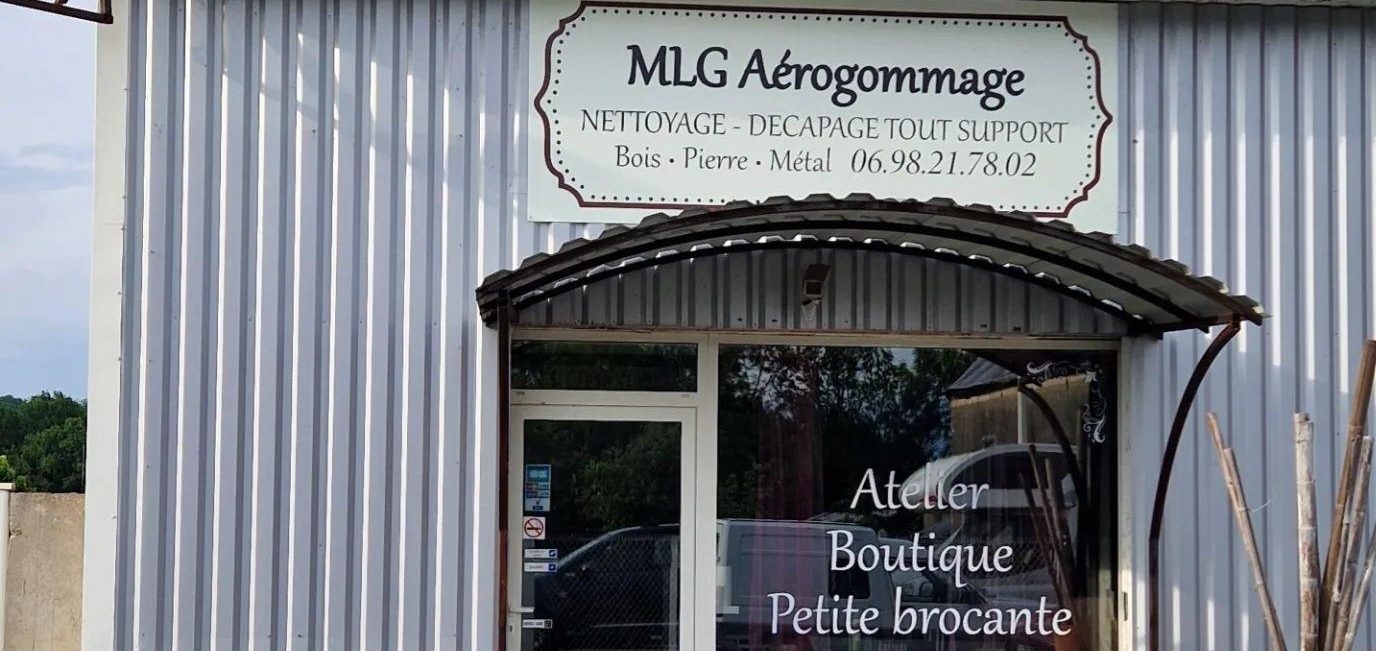 MLG Aérogommage
NETTOYAGE - DECAPAGE TOUT SUPPORT
Bois • Pierre • Métal 06.98.21.78.02
Atelier
Boutique
Petite brocante